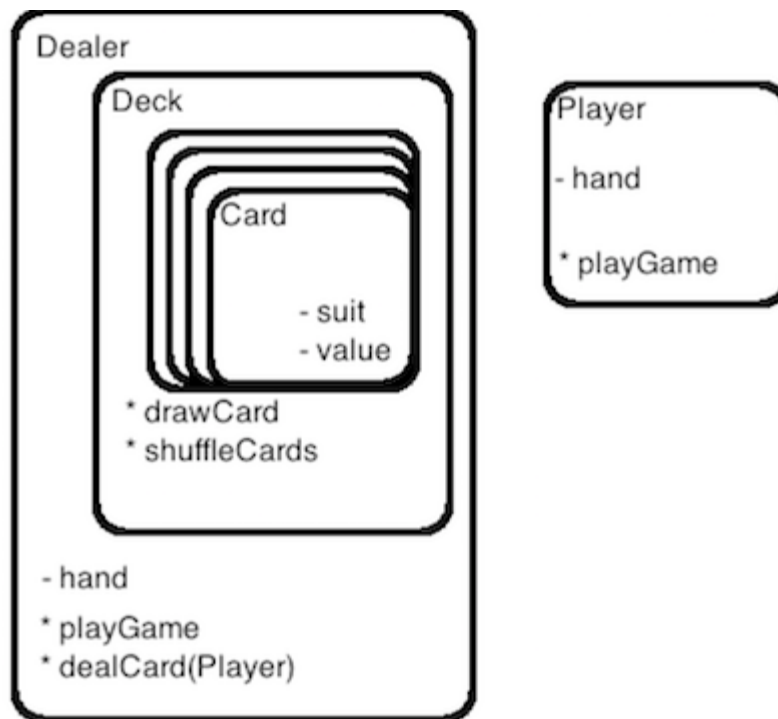 Dealer
Deck
Card
- suit
- value
* drawCard
* shuffleCards
- hand
* playGame
* dealCard(Player)
Player
- hand
* playGame